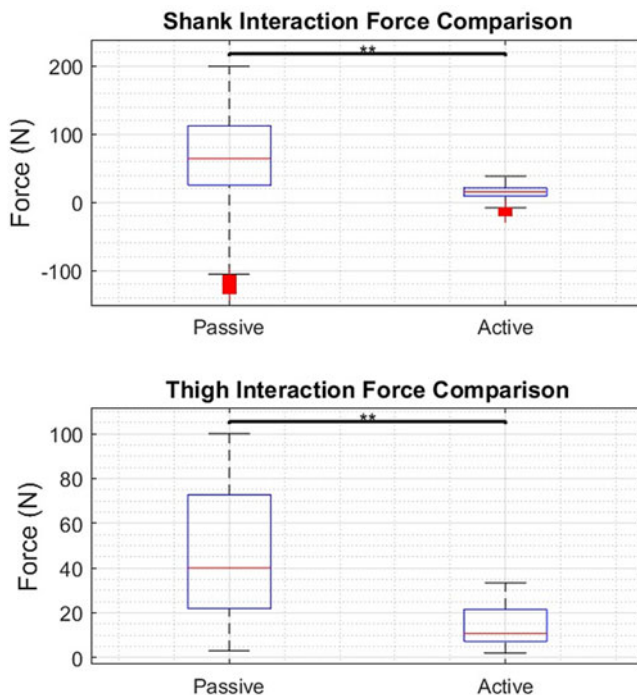 Shank Interaction Force Comparison
**
200
100
0
-100
Force (N)
Passive Active
Thigh Interaction Force Comparison
**
100
80
60
40
20
0
Force (N)
Passive Active